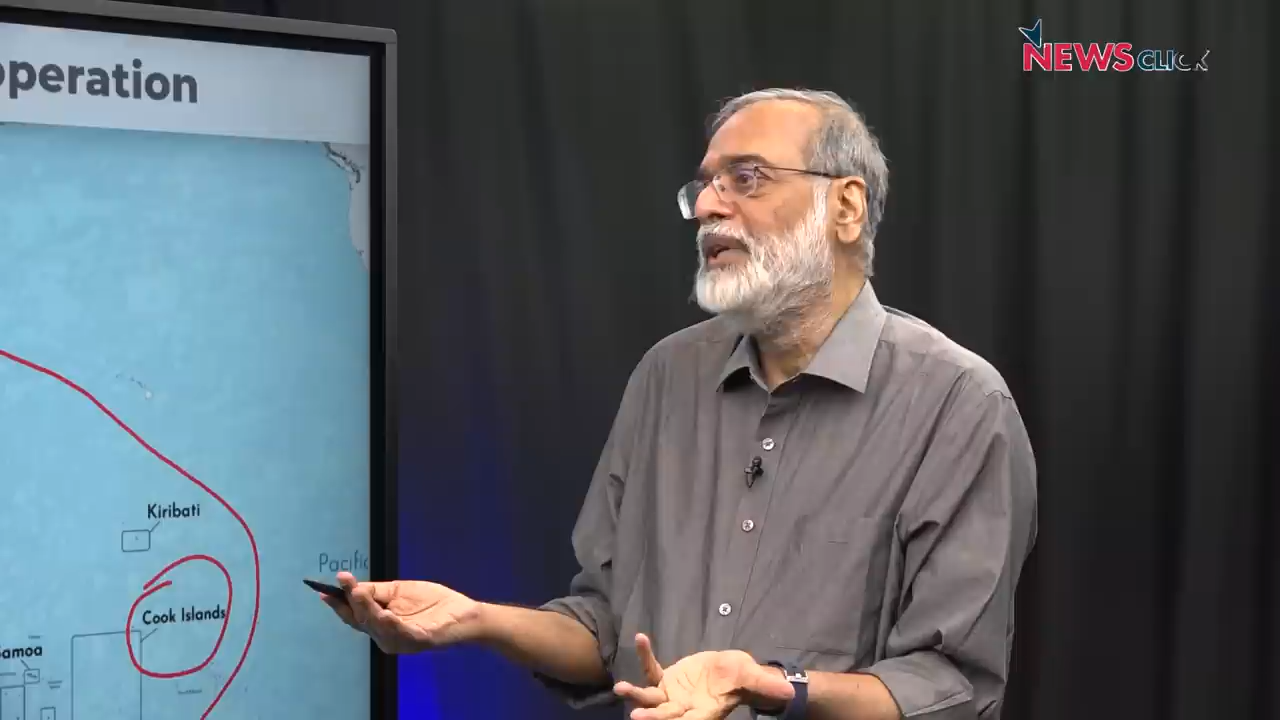 NEWSCLICK
operation
Kiribati
Pacific
Cook Islands
Samoa